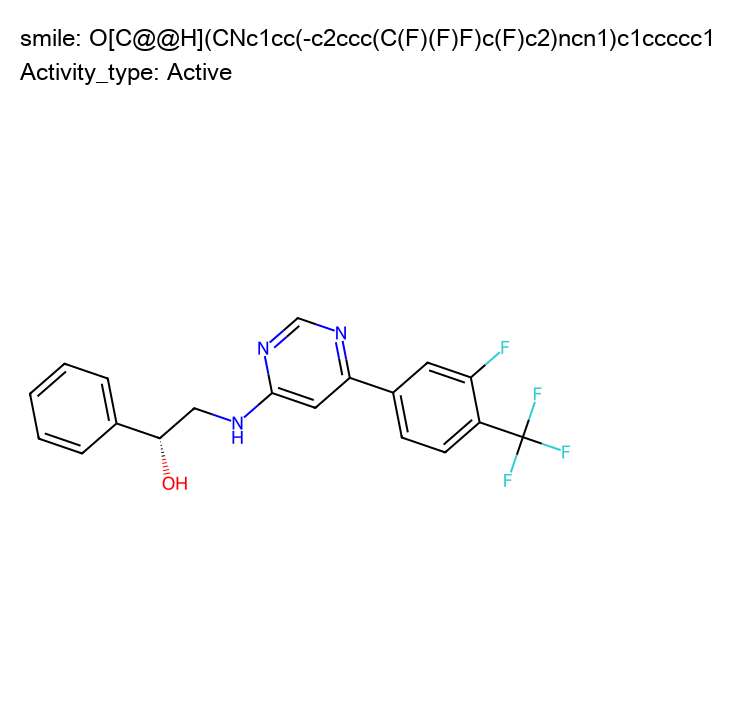 smile: O[C@@H](CNc1cc(-c2ccc(C(F)(F)F)c(F)c2)ncn1)c1ccccc1
Activity_type: Active
N
N
F
F
F
F
N
H
OH